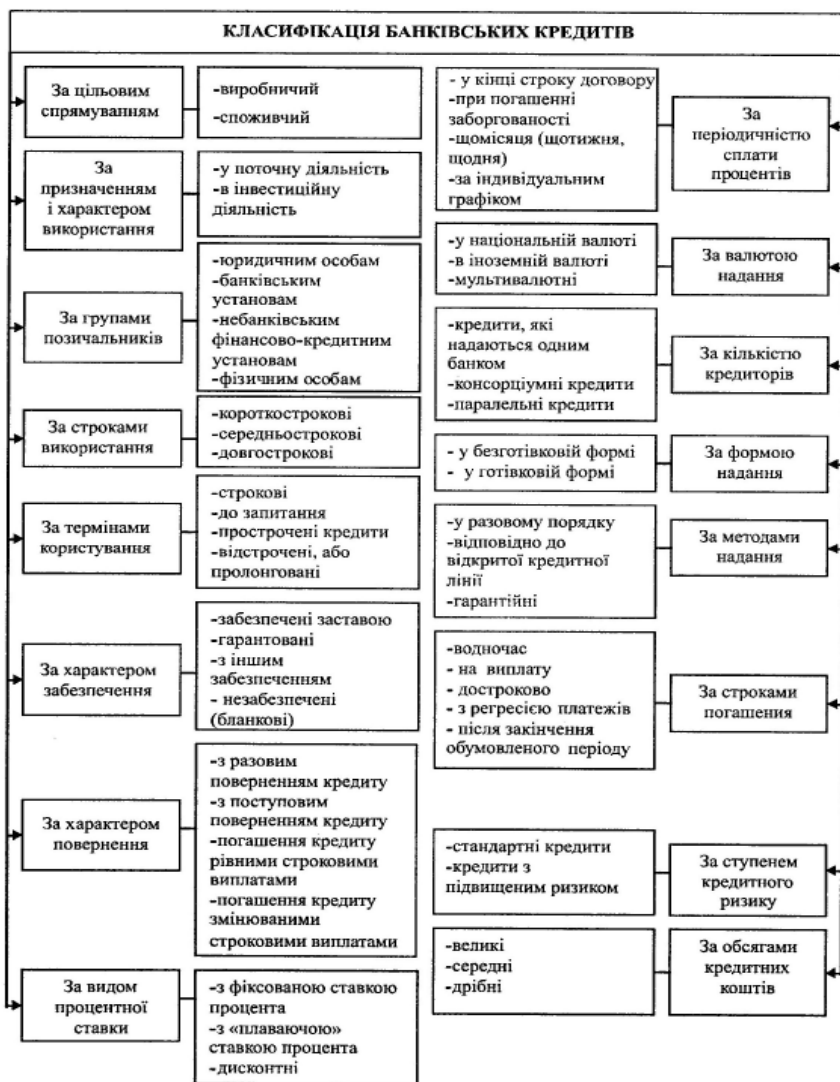 КЛАСИФІКАЦІЯ БАНКІВСЬКИХ КРЕДИТІВ
За цільовим
спрямуванням
-виробничий
-споживчий
За
призначенням
і характером
використання
-у поточну діяльність
-в інвестиційну
діяльність
За групами
позичальників
-юридичним особам
-банківським
установам
-небанківським
фінансово-кредитним
установам
-фізичним особам
За строками
використання
-короткострокові
-середньострокові
-довгострокові
За термінами
користування
-строкові
-до запитання
-прострочені кредити
-відстрочені, або
пролонговані
За характером
забезпечення
-забезпечені заставою
-гарантовані
-з іншим
забезпеченням
- незабезпечені
(бланкові)
За характером
повернення
-з разовим
поверненням кредиту
-з поступовим
поверненням кредиту
-погашення кредиту
рівними строковими
виплатами
-погашення кредиту
змінюваними
строковими виплатами
За видом
процентної
ставки
-з фіксованою ставкою
процента
-з «плаваючою»
ставкою процента
-дисконтні
- у кінці строку договору
-при погашенні
заборгованості
-щомісяця (щотижня,
щодня)
-за індивідуальним
графіком
За
періодичністю
сплати
процентів
-у національній валюті
-в іноземній валюті
-мультивалютні
За валютою
надання
-кредити, які
надаються одним
банком
-консорціумні кредити
-паралельні кредити
За кількістю
кредиторів
- у безготівковій формі
- у готівковій формі
За формою
надання
-у разовому порядку
-відповідно до
відкритої кредитної
лінії
-гарантійні
За методами
надання
-водночас
- на виплату
- достроково
- з регресією платежів
- після закінчення
обумовленого періоду
За строками
погашения
-стандартні кредити
-кредити з
підвищеним ризиком
За ступенем
кредитного
ризику
-великі
-середні
-дрібні
За обсягами
кредитних
коштів